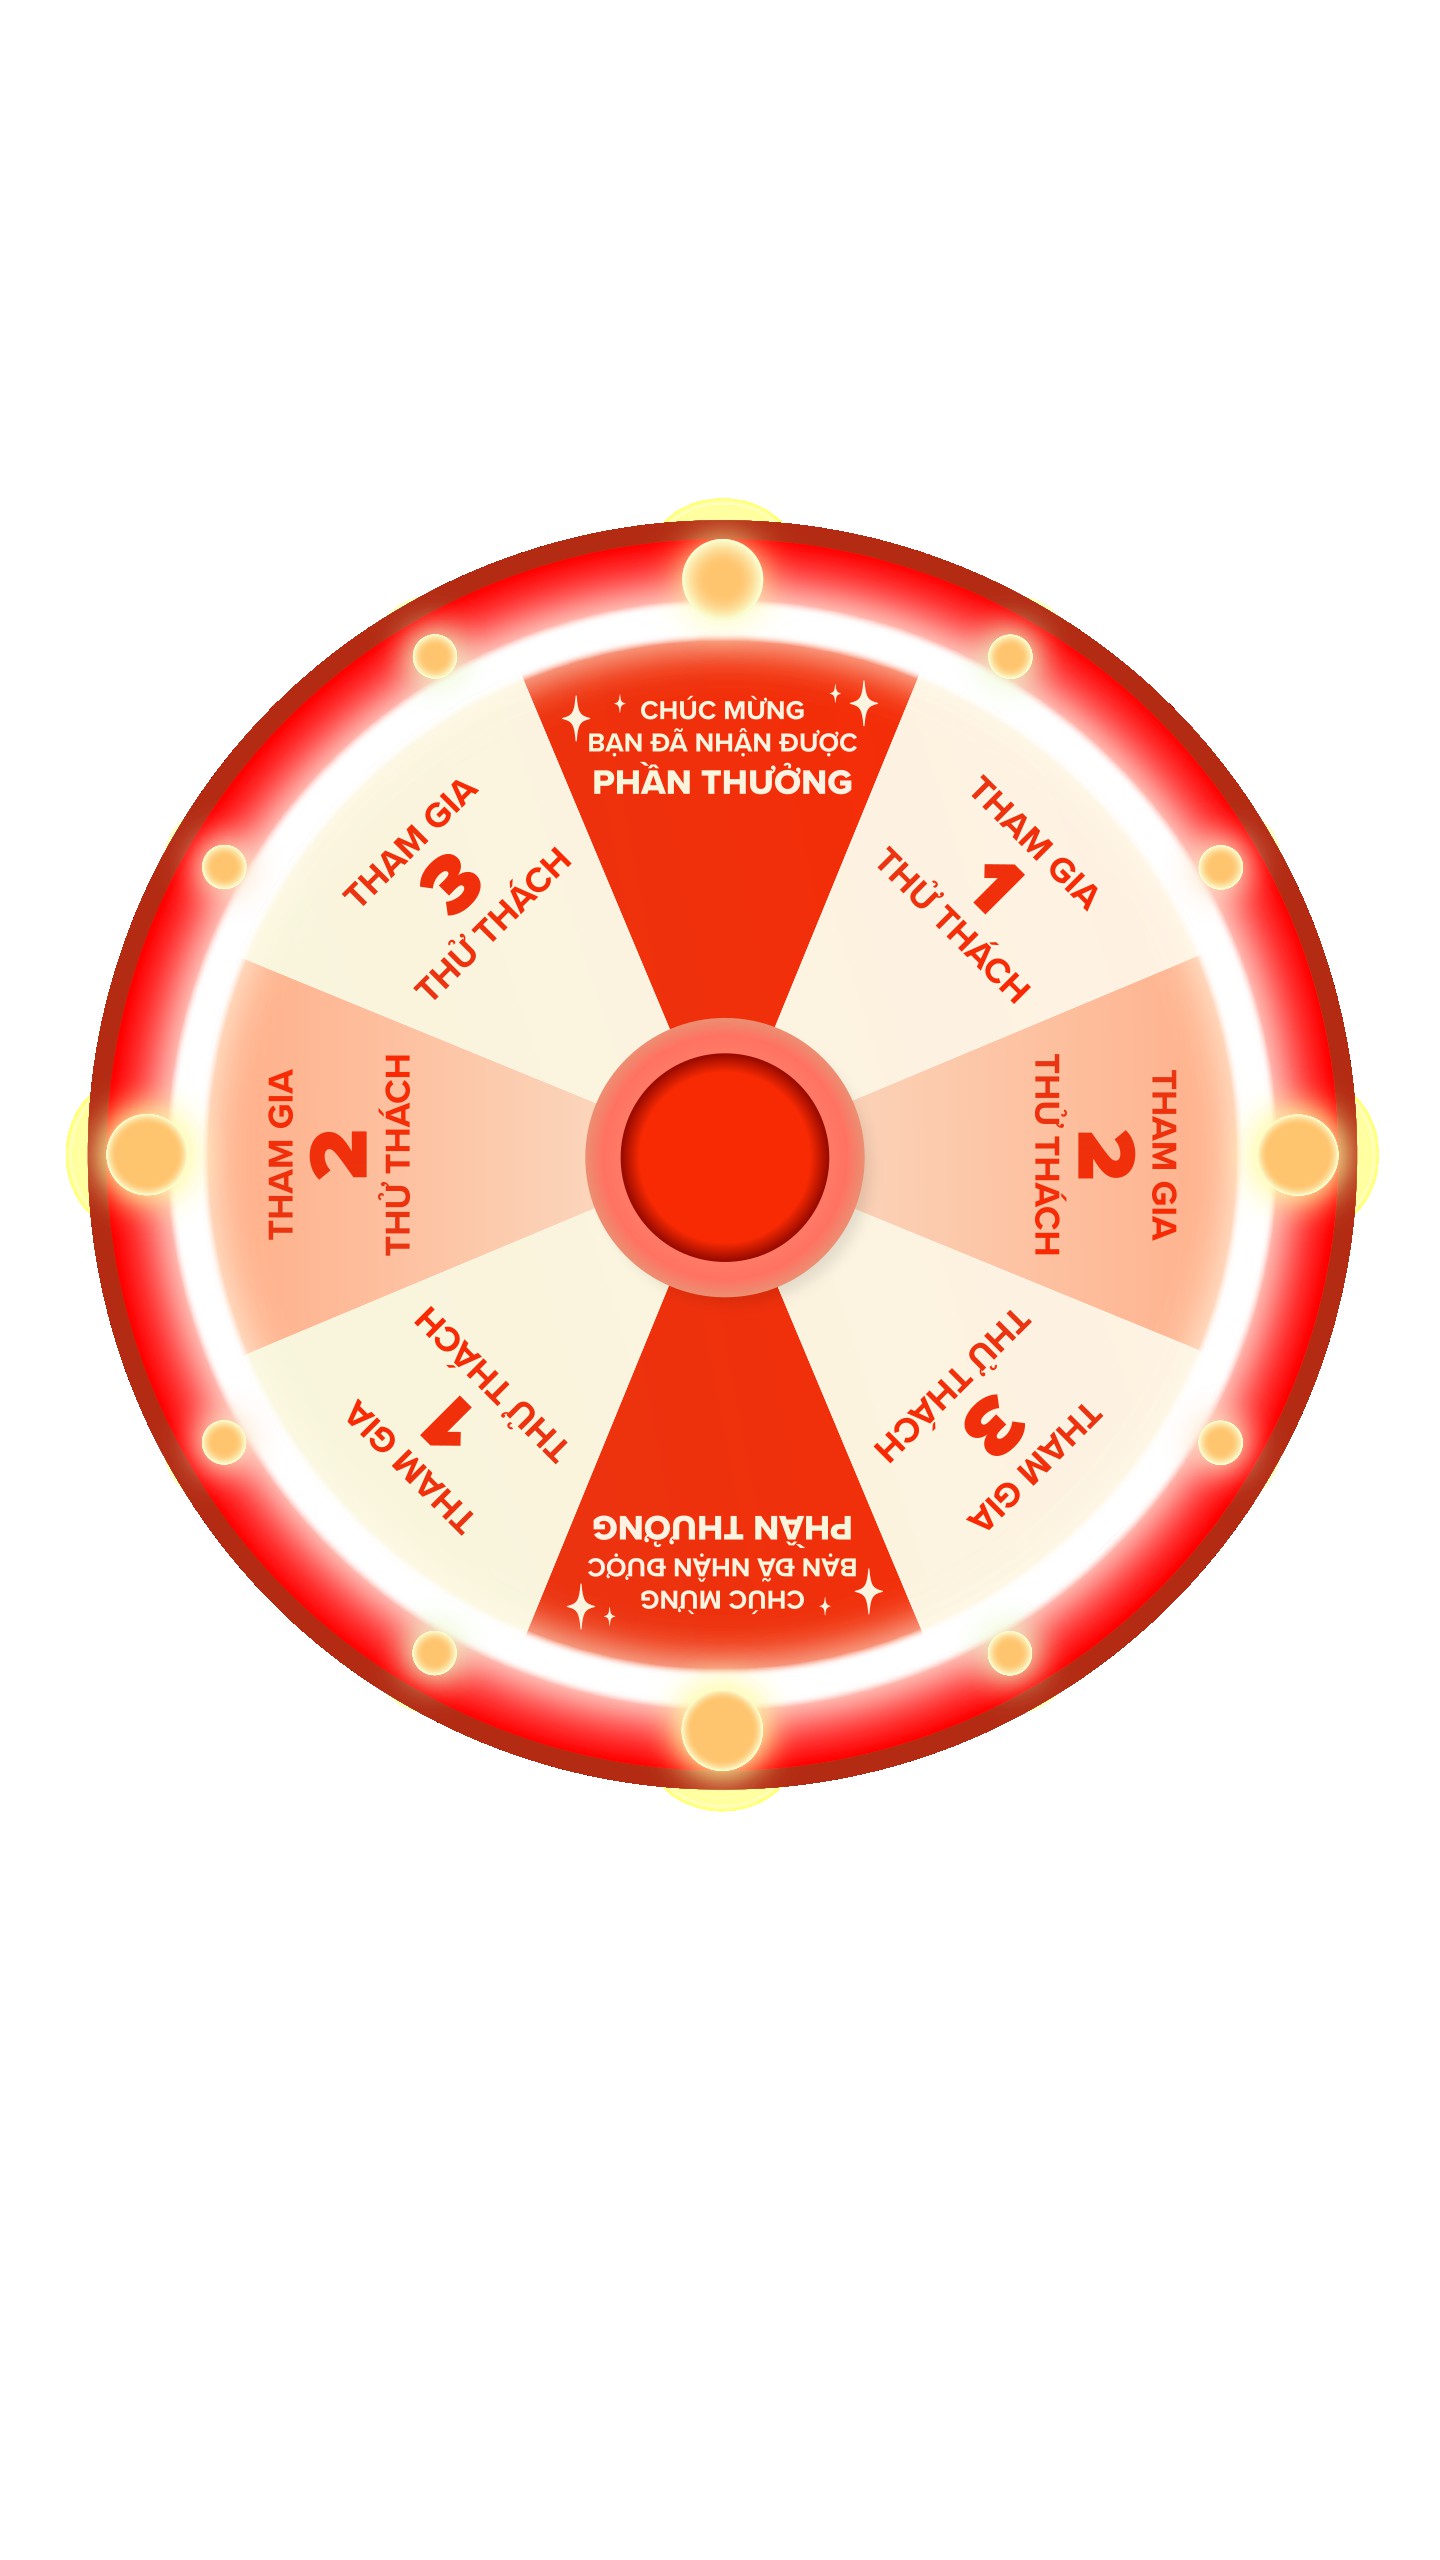 CHÚC MỪNG
BẠN ĐÃ NHẬN ĐƯỢC
PHẦN THƯỞNG
THAM GIA
1
THỬ THÁCH
THAM GIA
2
THỬ THÁCH
THAM GIA
3
THỬ THÁCH
CHÚC MỪNG
BẠN ĐÃ NHẬN ĐƯỢC
PHẦN THƯỞNG
THAM GIA
1
THỬ THÁCH
THAM GIA
2
THỬ THÁCH
THAM GIA
3
THỬ THÁCH